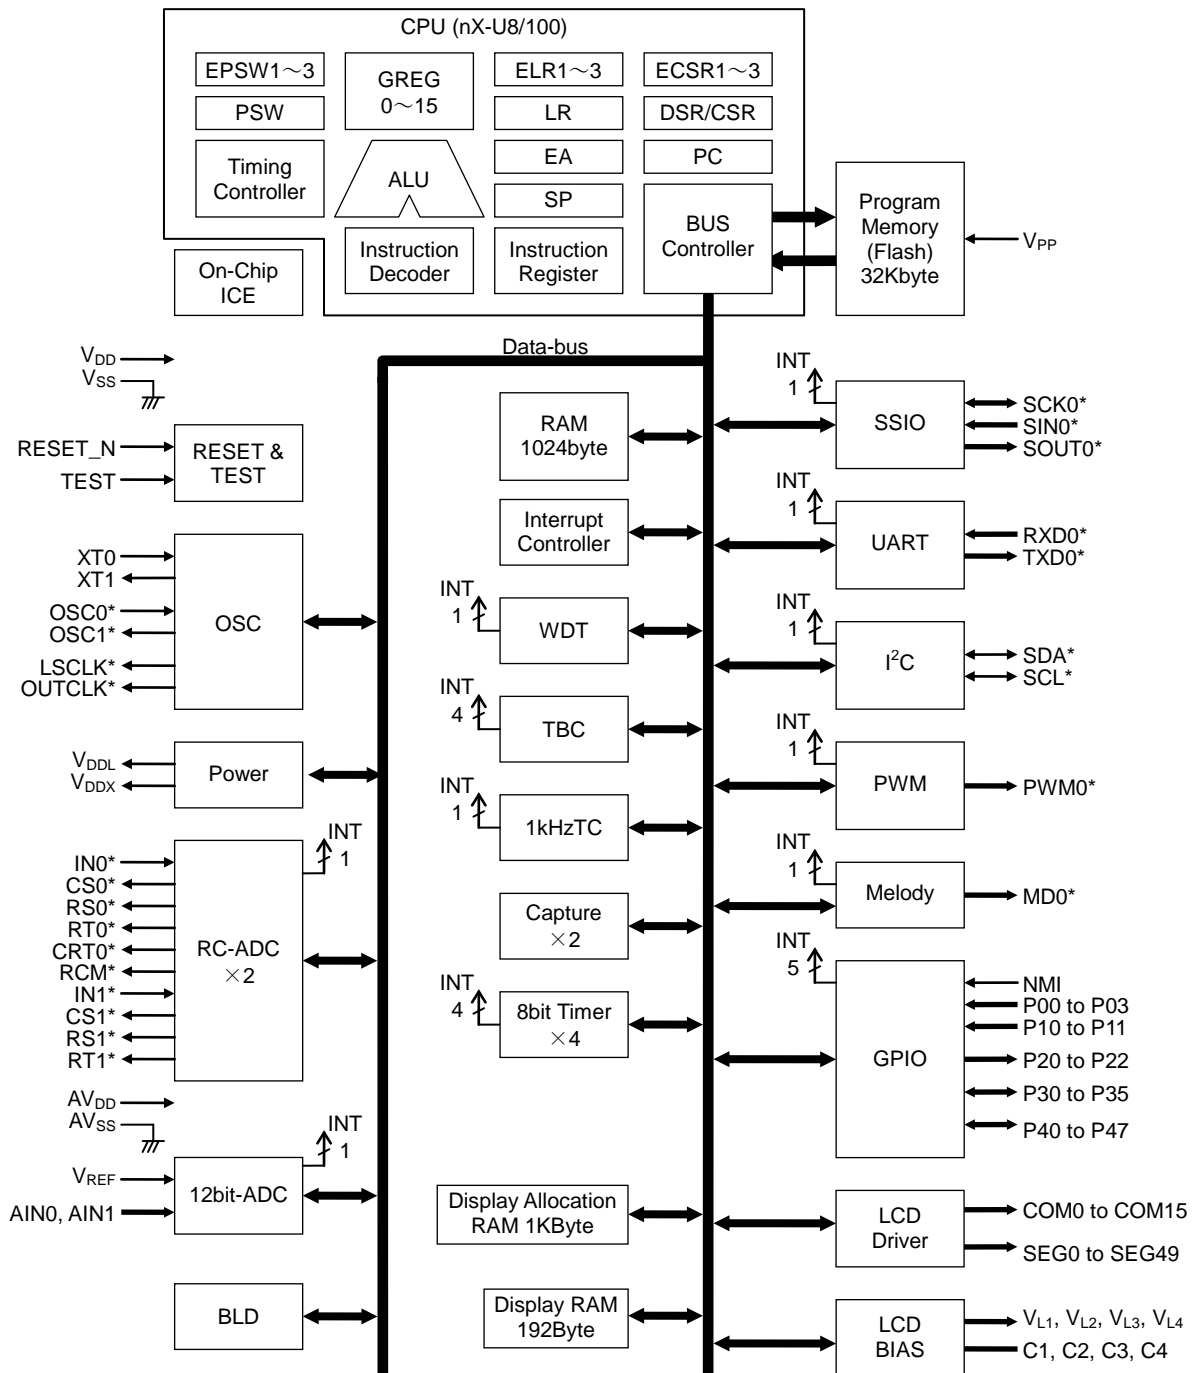 CPU (nX-U8/100)
EPSW1～3
GREG
0～15
ELR1～3
ECSR1～3
PSW
LR
DSR/CSR
Timing
Controller
ALU
EA
PC
SP
BUS
Controller
Program
Memory
(Flash)
32Kbyte
VPP
On-Chip
ICE
Instruction
Decoder
Instruction
Register
Data-bus
VDD
VSS
RESET_N
TEST
RESET &
TEST
XT0
XT1
OSC0*
OSC1*
LSCLK*
OUTCLK*
OSC
VDDL
VDDX
Power
IN0*
CS0*
RS0*
RT0*
CRT0*
RCM*
IN1*
CS1*
RS1*
RT1*
RC-ADC
×2
INT
1
AVDD
AVSS
VREF
AIN0, AIN1
12bit-ADC
INT
1
BLD
RAM
1024byte
Interrupt
Controller
INT
1
WDT
INT
4
TBC
INT
1
1kHzTC
Capture
×2
INT
4
8bit Timer
×4
Display Allocation
RAM 1KByte
Display RAM
192Byte
INT
1
SSIO
SCK0*
SIN0*
SOUT0*
INT
1
UART
RXD0*
TXD0*
INT
1
I²C
SDA*
SCL*
INT
1
PWM
PWM0*
INT
1
Melody
MD0*
INT
5
GPIO
NMI
P00 to P03
P10 to P11
P20 to P22
P30 to P35
P40 to P47
LCD
Driver
COM0 to COM15
SEG0 to SEG49
LCD
BIAS
VL1, VL2, VL3, VL4
C1, C2, C3, C4